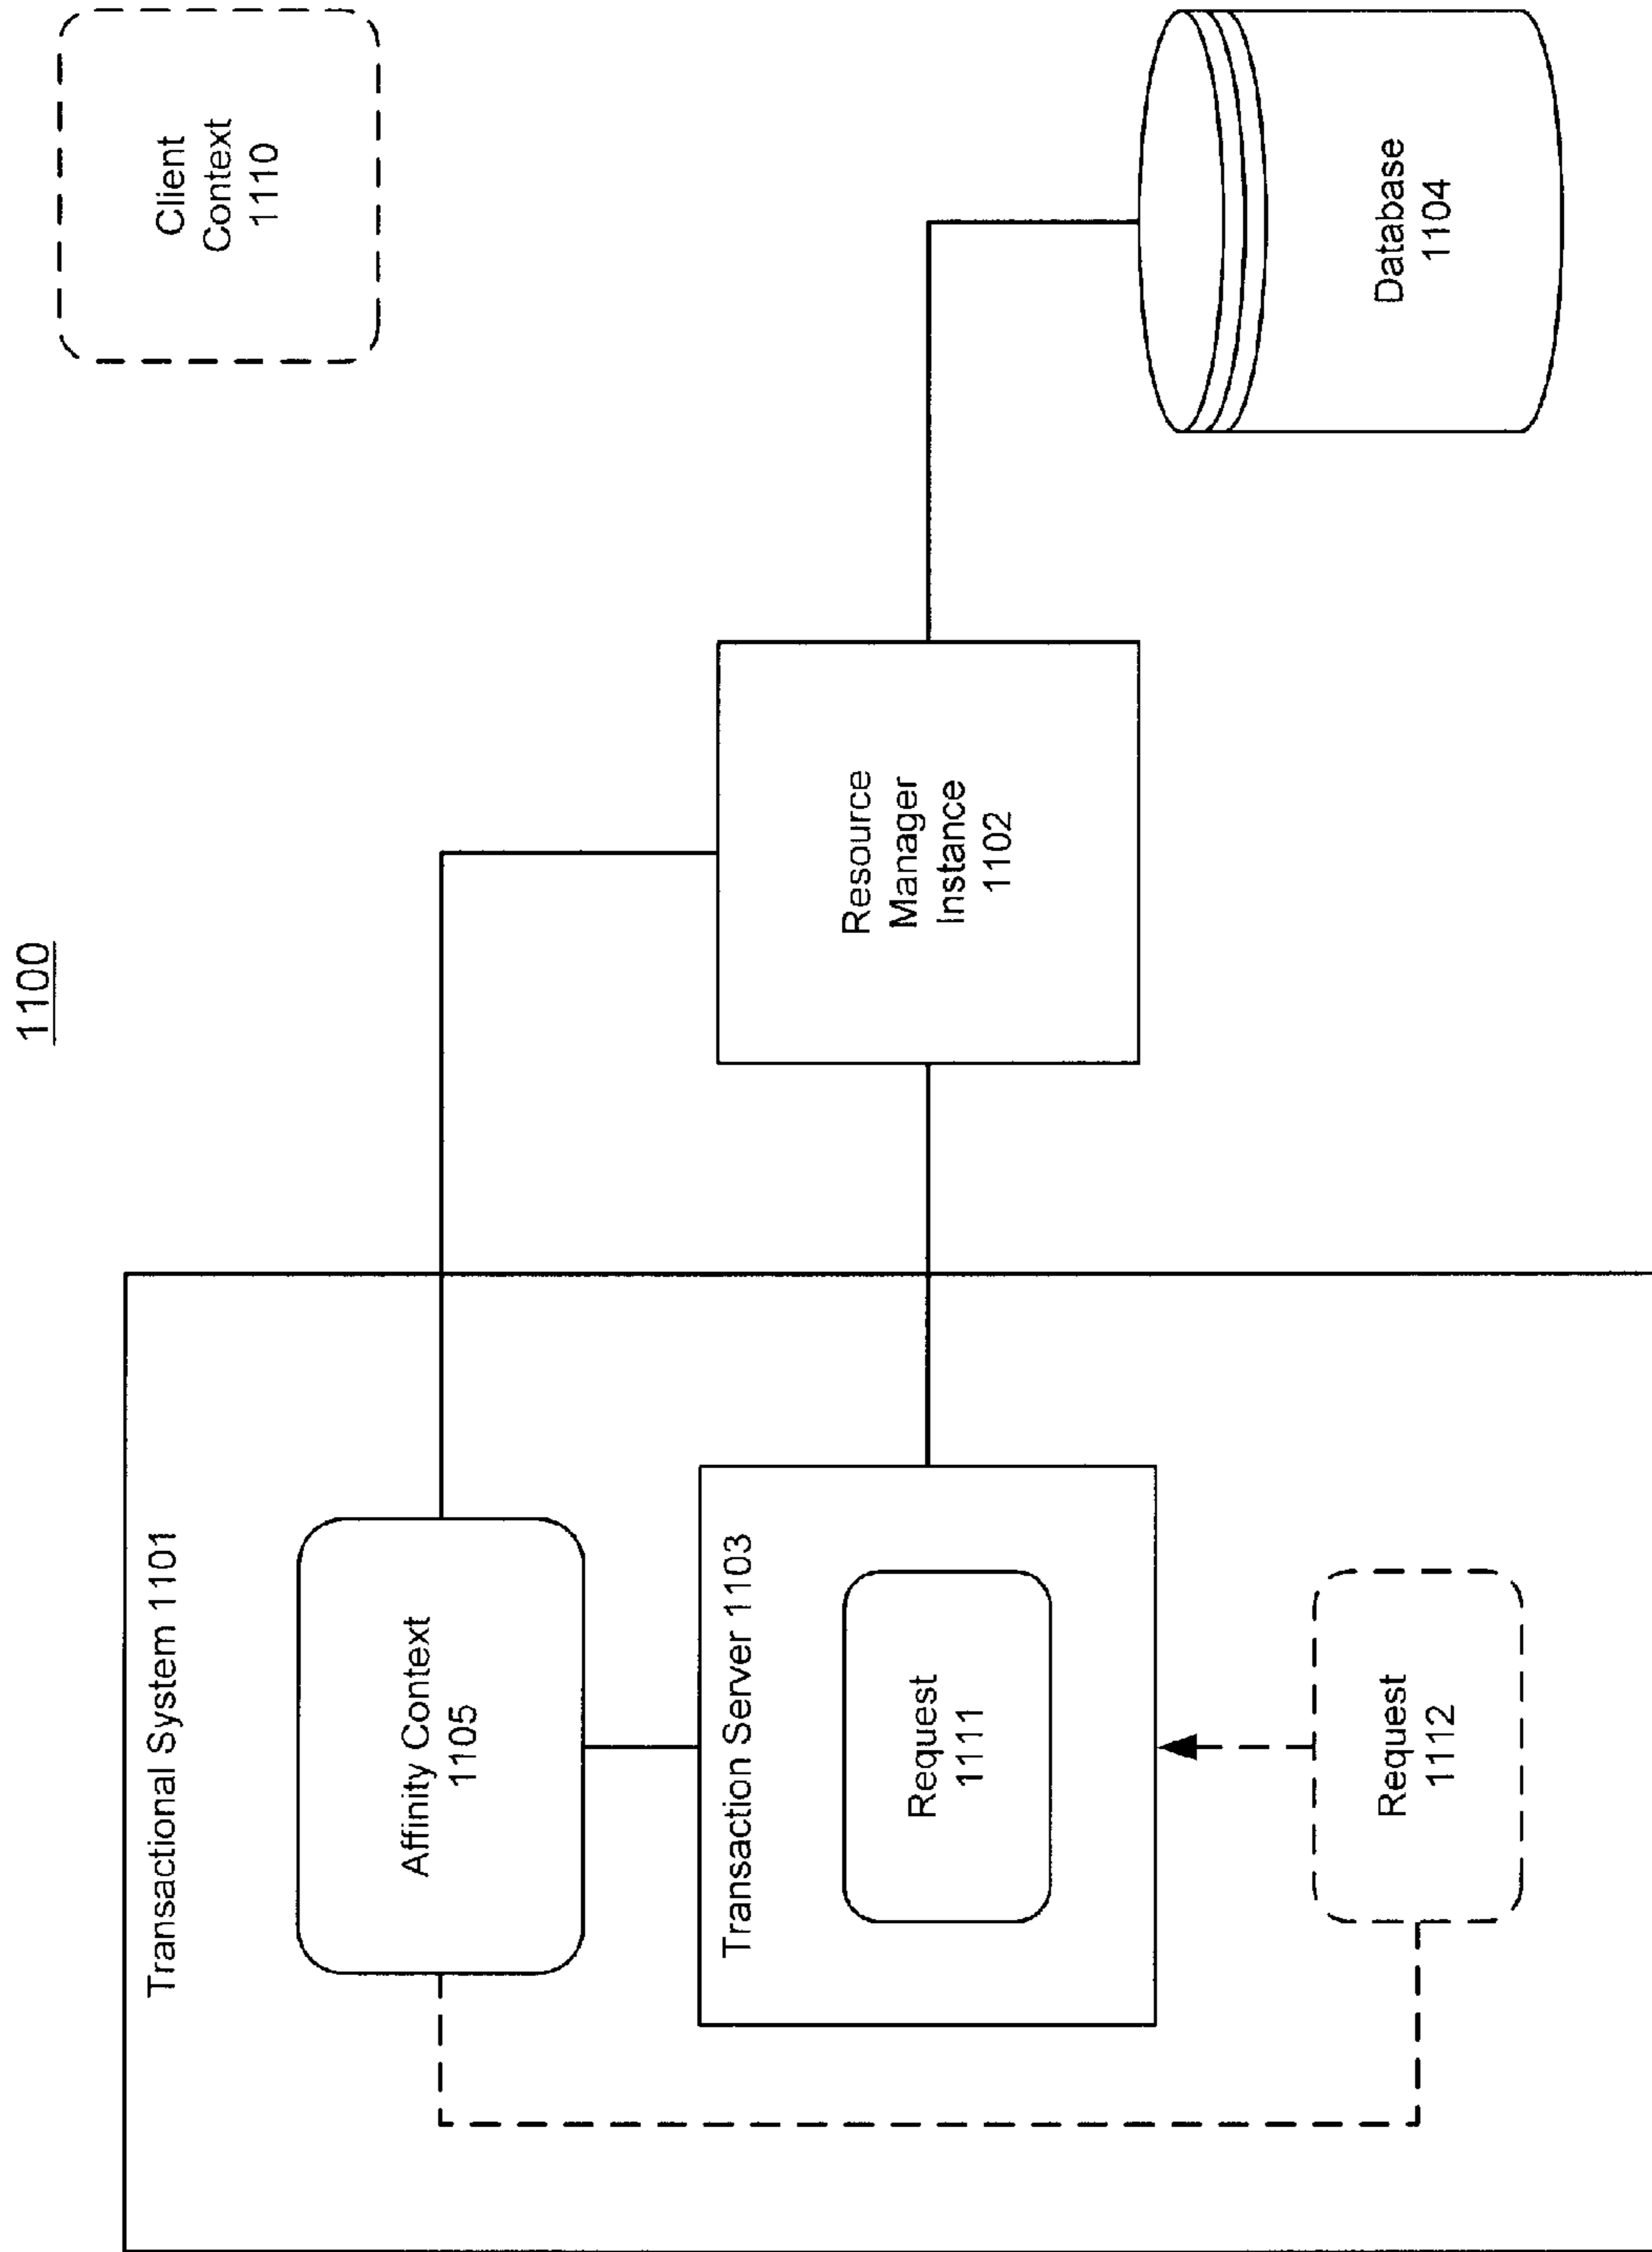 1100
Transactional System 1101
Affinity Context
1105
Transaction Server 1103
Request
1111
Request
1112
Resource
Manager
Instance
1102
Client
Context
1110
Database
1104